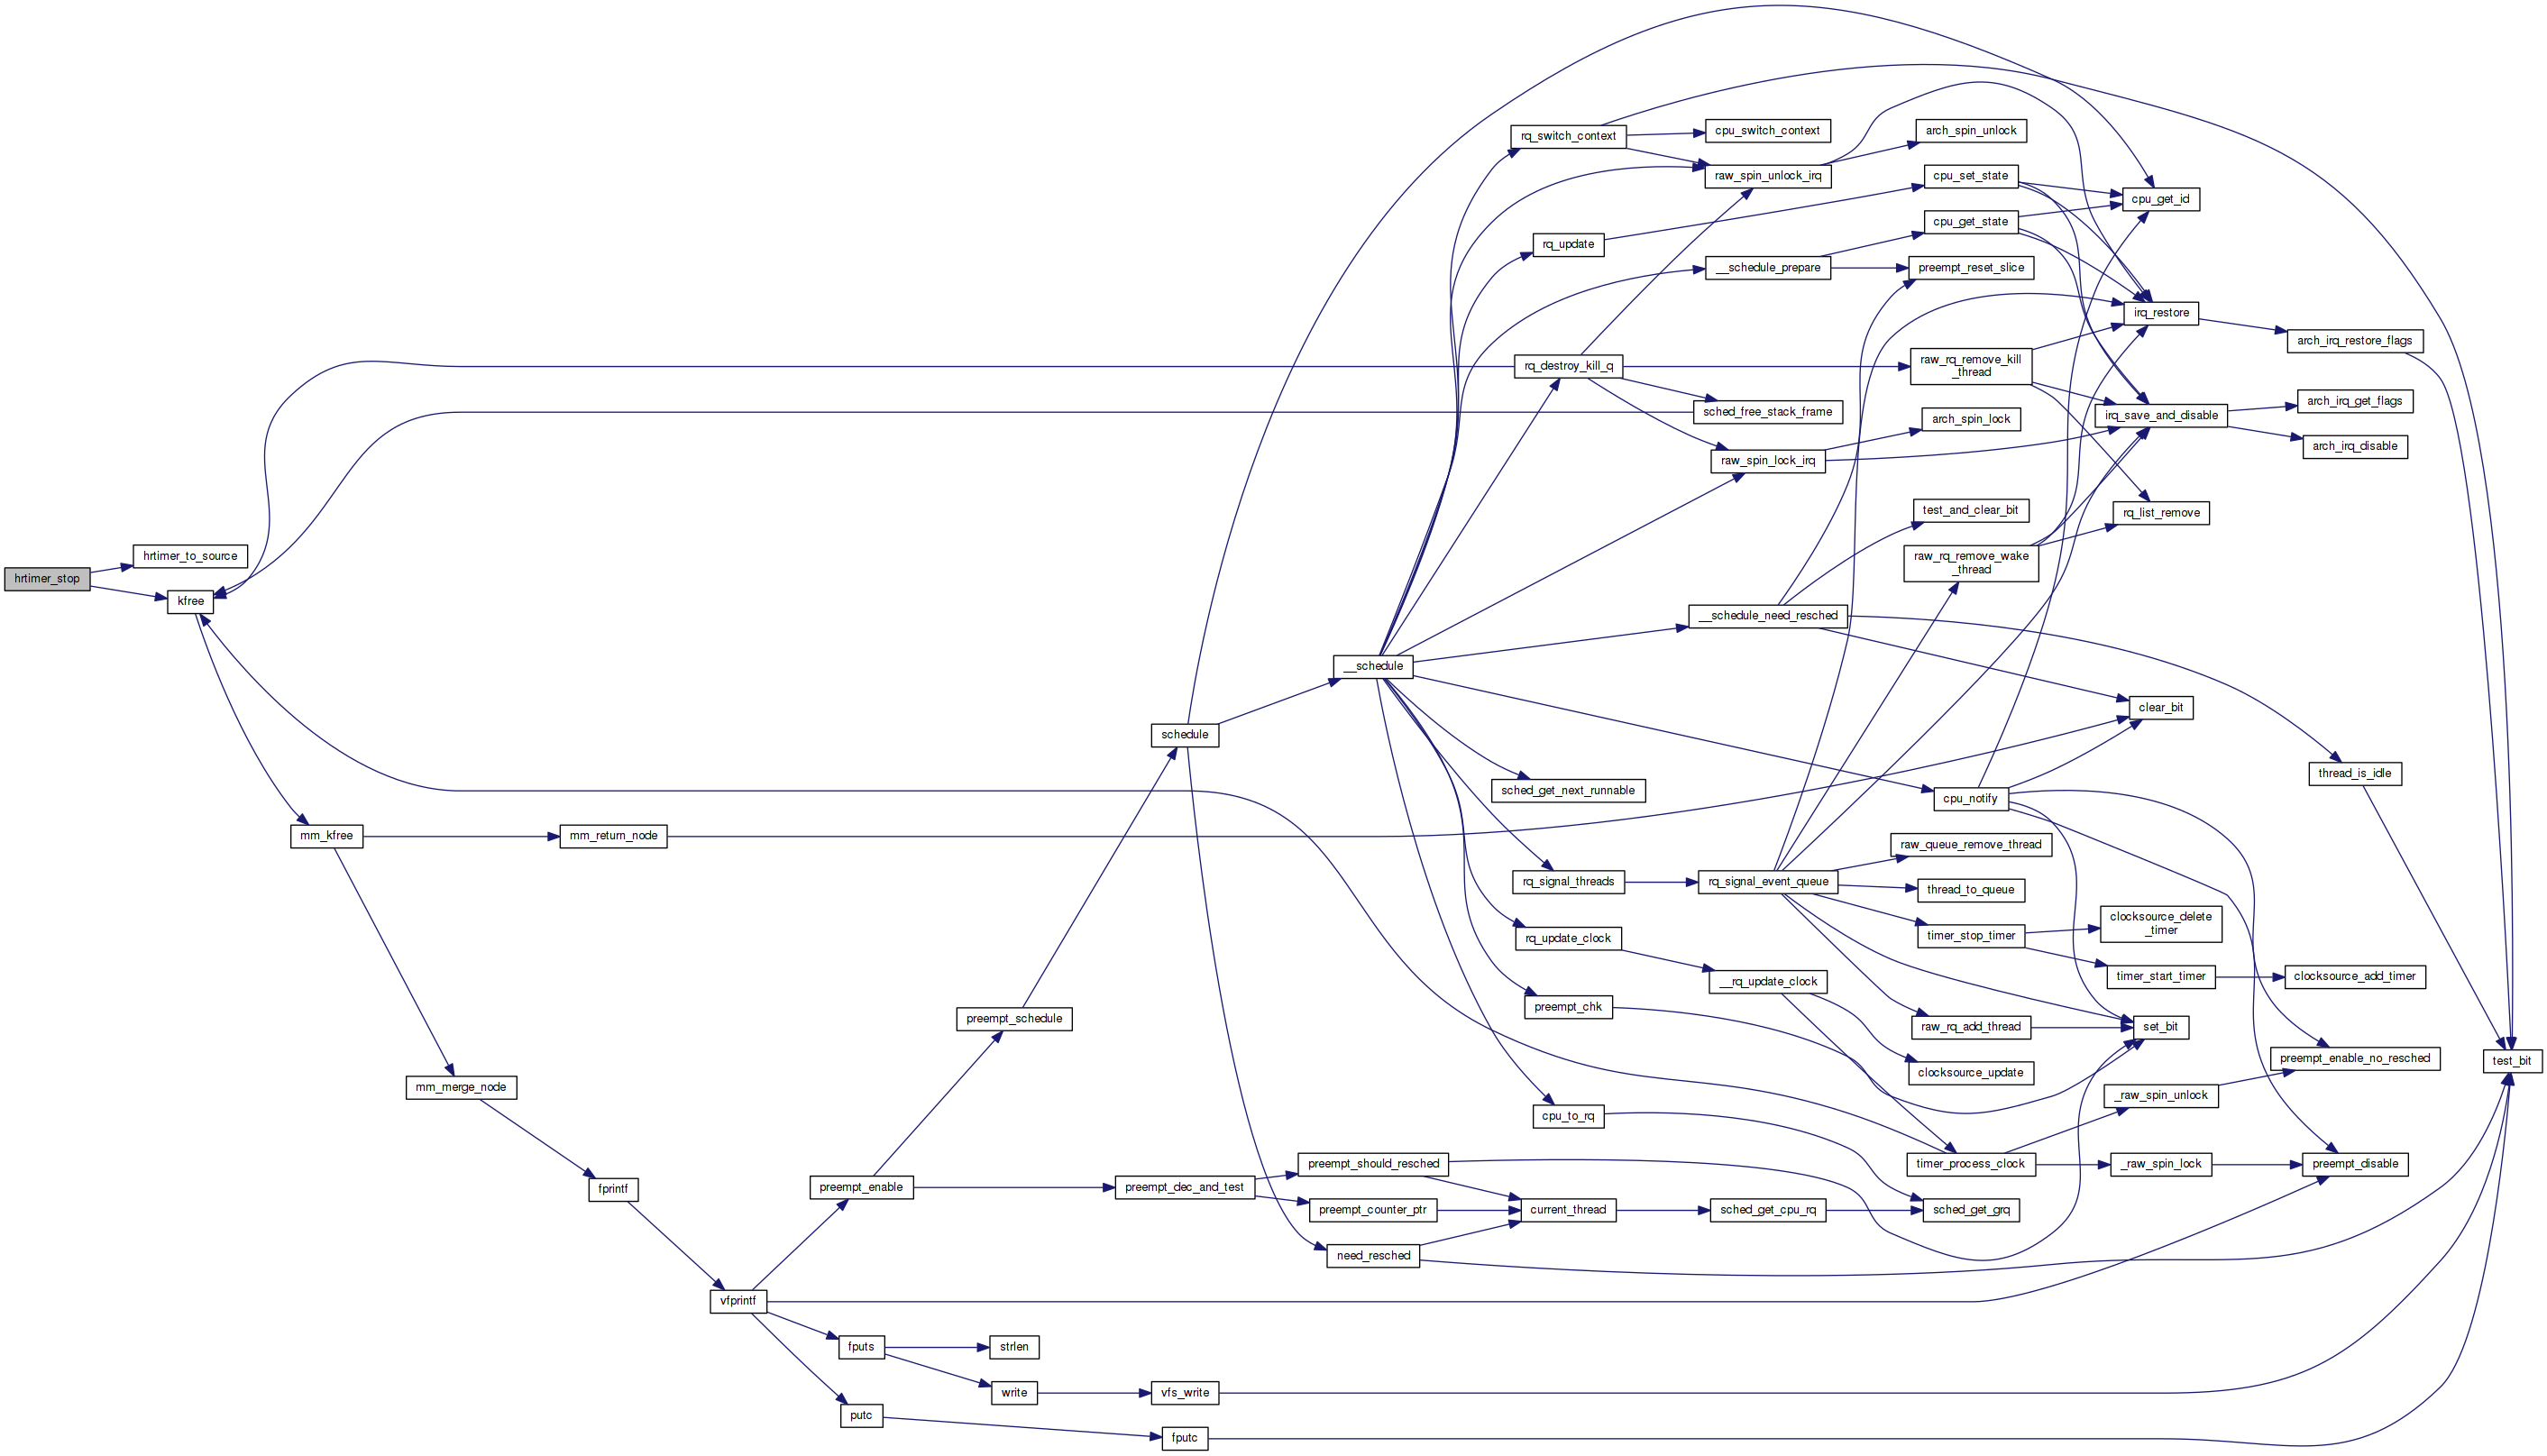 hrtimer_stop
hrtimer_to_source
kfree
mm_kfree
mm_return_node
mm_merge_node
fprintf
vfprintf
preempt_enable
fputs
putc
preempt_schedule
strlen
write
preempt_dec_and_test
schedule
vfs_write
fputc
preempt_should_resched
preempt_counter_ptr
need_resched
__schedule
rq_switch_context
rq_update
rq_destroy_kill_q
sched_get_next_runnable
rq_signal_threads
rq_update_clock
preempt_chk
cpu_to_rq
current_thread
cpu_switch_context
raw_spin_unlock_irq
__schedule_prepare
sched_free_stack_frame
raw_spin_lock_irq
__schedule_need_resched
rq_signal_event_queue
__rq_update_clock
sched_get_cpu_rq
arch_spin_unlock
cpu_set_state
cpu_get_state
preempt_reset_slice
raw_rq_remove_kill
_thread
arch_spin_lock
test_and_clear_bit
raw_rq_remove_wake
_thread
cpu_notify
raw_queue_remove_thread
thread_to_queue
timer_stop_timer
raw_rq_add_thread
clocksource_update
timer_process_clock
sched_get_grq
cpu_get_id
irq_restore
irq_save_and_disable
rq_list_remove
clear_bit
clocksource_delete
_timer
timer_start_timer
set_bit
_raw_spin_unlock
_raw_spin_lock
arch_irq_restore_flags
arch_irq_get_flags
arch_irq_disable
thread_is_idle
clocksource_add_timer
preempt_enable_no_resched
preempt_disable
test_bit